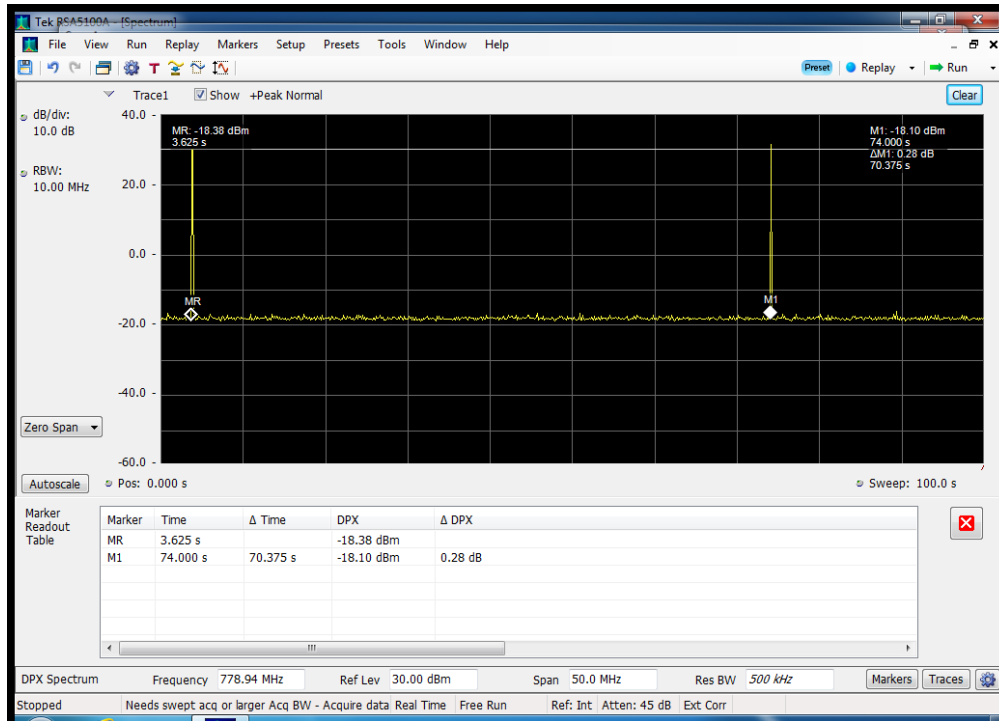 Tek RSA5100A - [Spectrum]
File View Run Replay Markers Setup Presets Tools Window Help
T
Preset Replay Run
Trace1 Show +Peak Normal
Clear
dB/div:
10.0 dB
RBW:
10.00 MHz
40.0
20.0
0.0
-20.0
-40.0
-60.0
MR: -18.38 dBm
3.625 s
M1: -18.10 dBm
74.000 s
ΔM1: 0.28 dB
70.375 s
MR
M1
Zero Span
Autoscale
Pos: 0.000 s
Sweep: 100.0 s
Marker
Readout
Table
Marker Time Δ Time DPX Δ DPX
MR 3.625 s -18.38 dBm
M1 74.000 s 70.375 s -18.10 dBm 0.28 dB
DPX Spectrum Frequency 778.94 MHz Ref Lev 30.00 dBm Span 50.0 MHz Res BW 500 kHz Markers Traces
Stopped Needs swept acq or larger Acq BW - Acquire data Real Time Free Run Ref: Int Atten: 45 dB Ext Corr